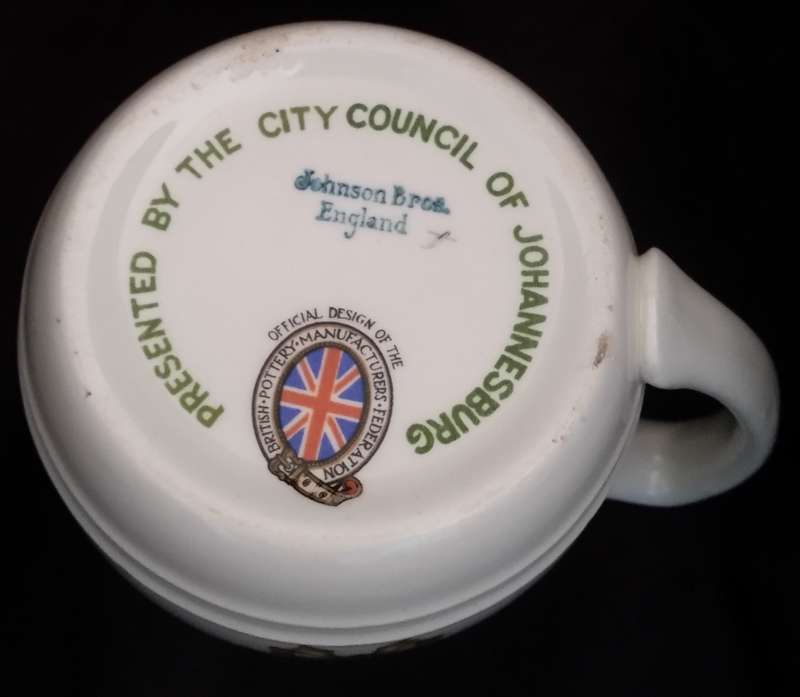 PRESENTED BY THE CITY COUNCIL OF JOHANNESBURG
Johnson Bros.
England
OFFICIAL DESIGN OF THE
BRITISH · POTTERY · MANUFACTURERS · FEDERATION